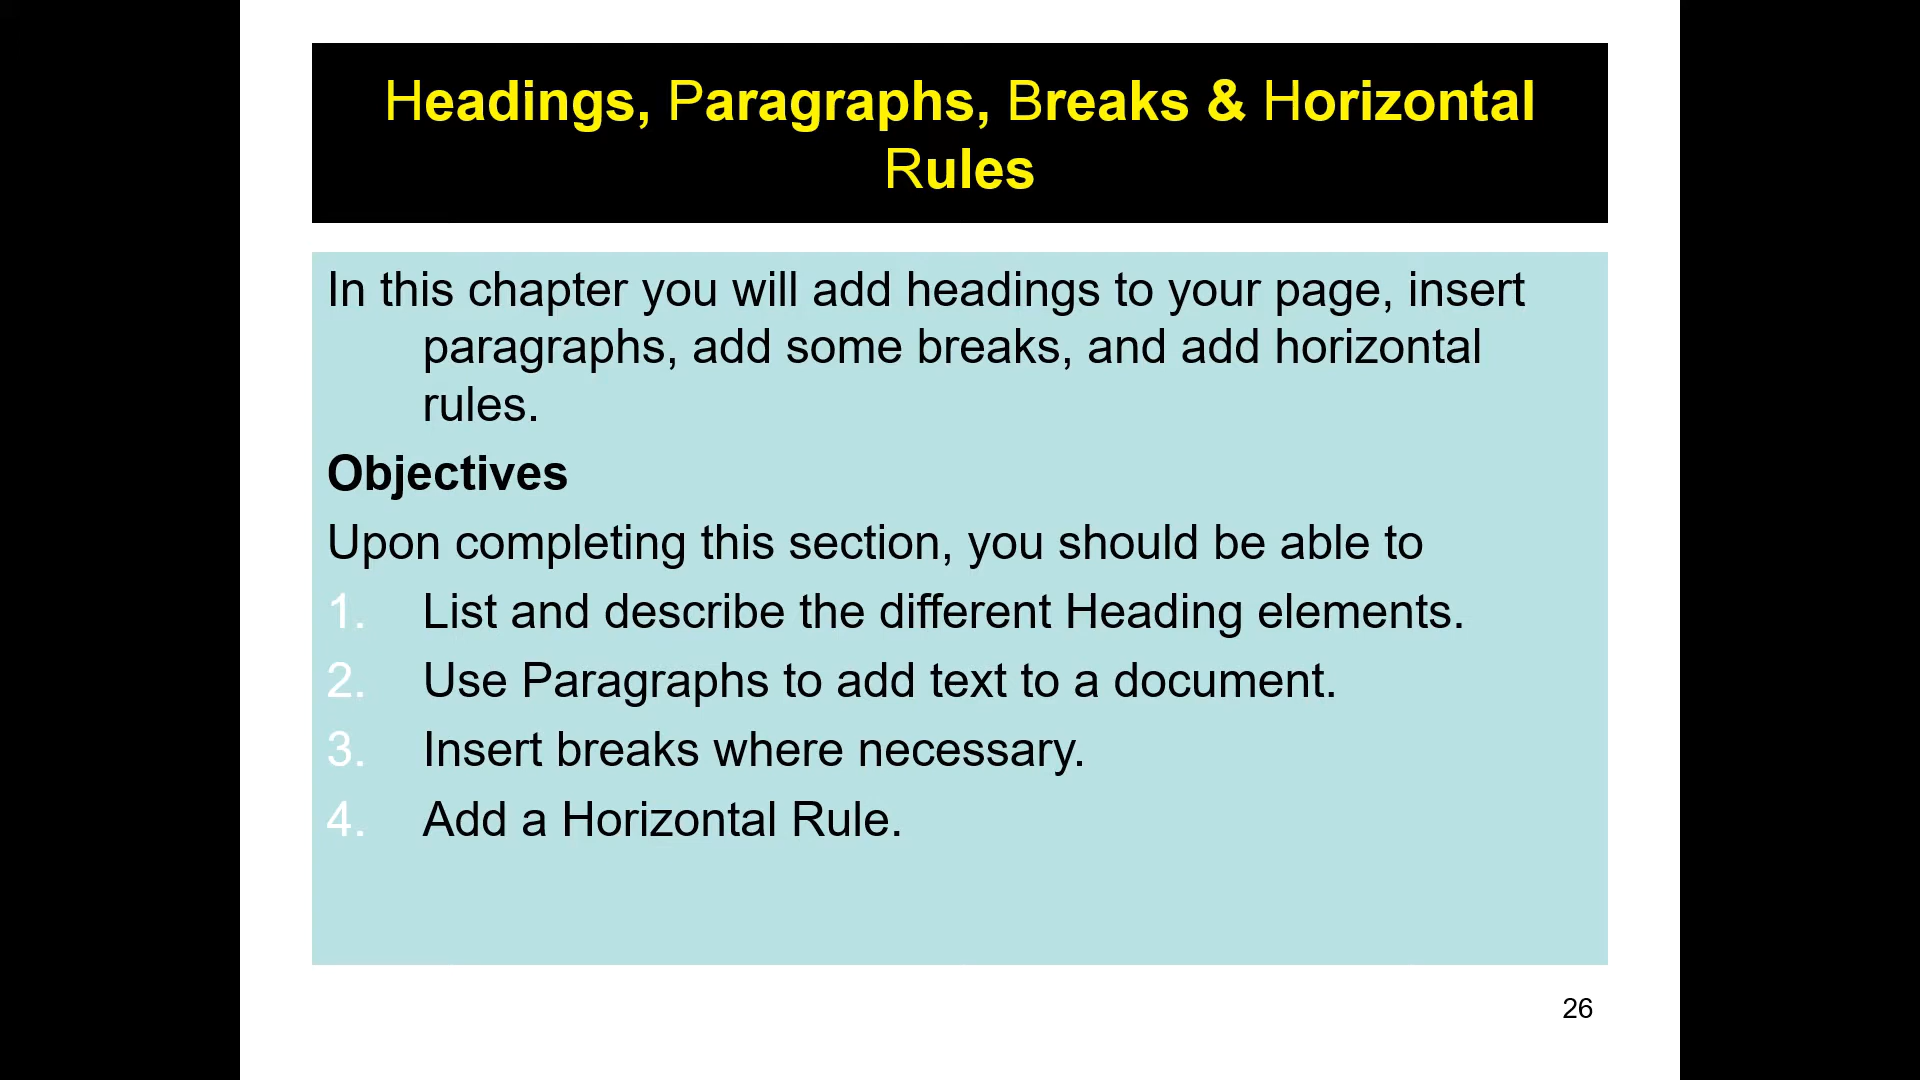 Headings, Paragraphs, Breaks & Horizontal
Rules
In this chapter you will add headings to your page, insert
paragraphs, add some breaks, and add horizontal
rules.
Objectives
Upon completing this section, you should be able to
1. List and describe the different Heading elements.
2. Use Paragraphs to add text to a document.
3. Insert breaks where necessary.
4. Add a Horizontal Rule.
26